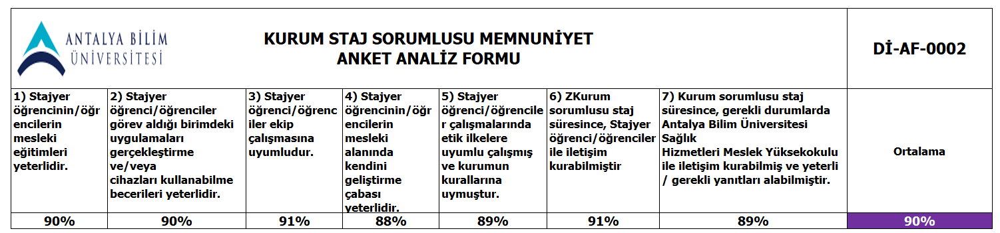 ANTALYA BİLİM
ÜNİVERSİTESİ
KURUM STAJ SORUMLUSU MEMNUNİYET
ANKET ANALİZ FORMU
Dİ-AF-0002
1) Stajyer
öğrencinin/öğr
encilerin
mesleki
eğitimleri
yeterlidir.
2) Stajyer
öğrenci/öğrenciler
görev aldığı birimdeki
uygulamaları
gerçekleştirme
ve/veya
cihazları kullanabilme
becerileri yeterlidir.
3) Stajyer
öğrenci/öğrenc
iler ekip
çalışmasına
uyumludur.
4) Stajyer
öğrencinin/öğr
encilerin
mesleki
alanında
kendini
geliştirme
çabası
yeterlidir.
5) Stajyer
öğrenci/öğrencile
r çalışmalarında
etik ilkelere
uyumlu çalışmış
ve kurumun
kurallarına
uymuştur.
6) ZKurum
sorumlusu staj
süresince, Stajyer
öğrenci/öğrenciler
ile iletişim
kurabilmiştir
7) Kurum sorumlusu staj
süresince, gerekli durumlarda
Antalya Bilim Üniversitesi
Sağlık
Hizmetleri Meslek Yüksekokulu
ile iletişim kurabilmiş ve yeterli
/ gerekli yanıtları alabilmiştir.
Ortalama
90%
90%
91%
88%
89%
91%
89%
90%